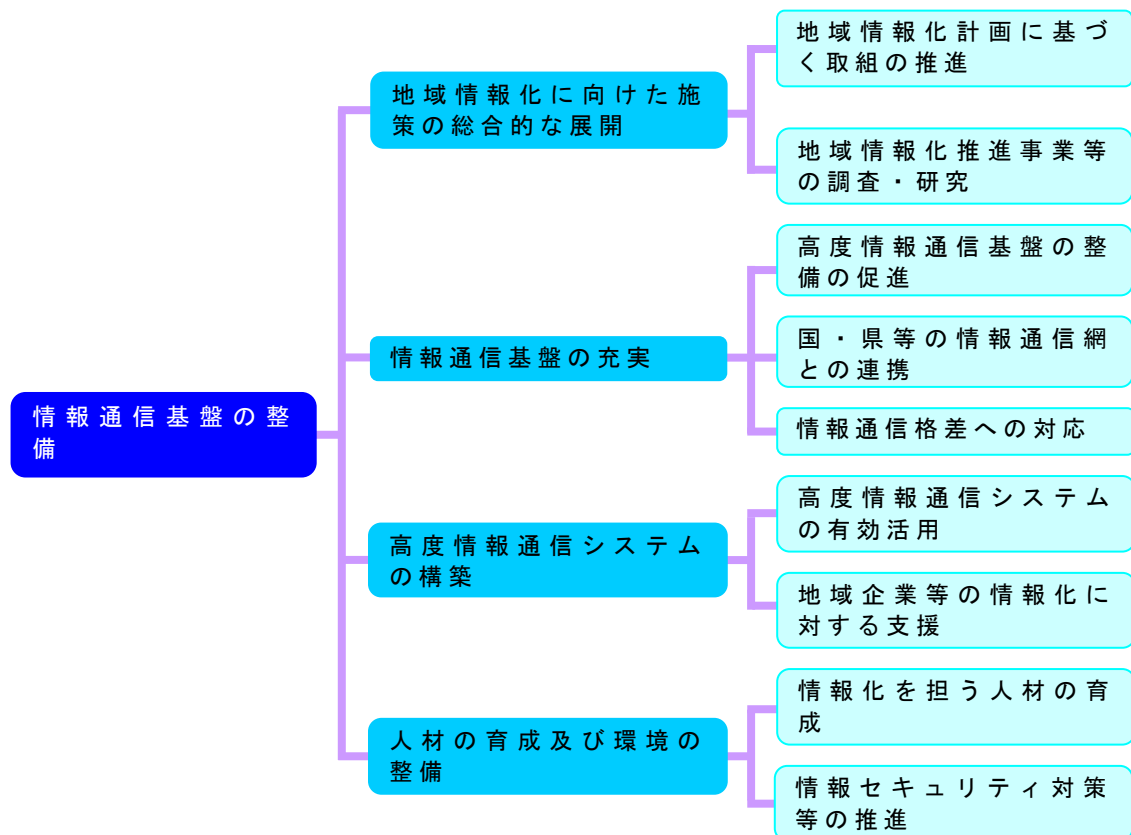 情報通信基盤の整
備
地域情報化に向けた施
策の総合的な展開
地域情報化計画に基づ
く取組の推進
地域情報化推進事業等
の調査・研究
情報通信基盤の充実
高度情報通信基盤の整
備の促進
国・県等の情報通信網
との連携
情報通信格差への対応
高度情報通信システム
の構築
高度情報通信システム
の有効活用
地域企業等の情報化に
対する支援
人材の育成及び環境の
整備
情報化を担う人材の育
成
情報セキュリティ対策
等の推進